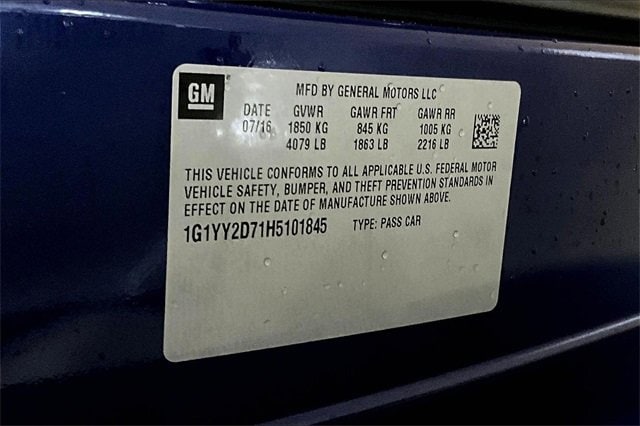 GM
MFD BY GENERAL MOTORS LLC
DATE GVWR GAWR FRT GAWR RR
07/16 1850 KG 845 KG 1005 KG
4079 LB 1863 LB 2216 LB
THIS VEHICLE CONFORMS TO ALL APPLICABLE U.S. FEDERAL MOTOR
VEHICLE SAFETY, BUMPER, AND THEFT PREVENTION STANDARDS IN
EFFECT ON THE DATE OF MANUFACTURE SHOWN ABOVE.
1G1YY2D71H5101845 TYPE: PASS CAR